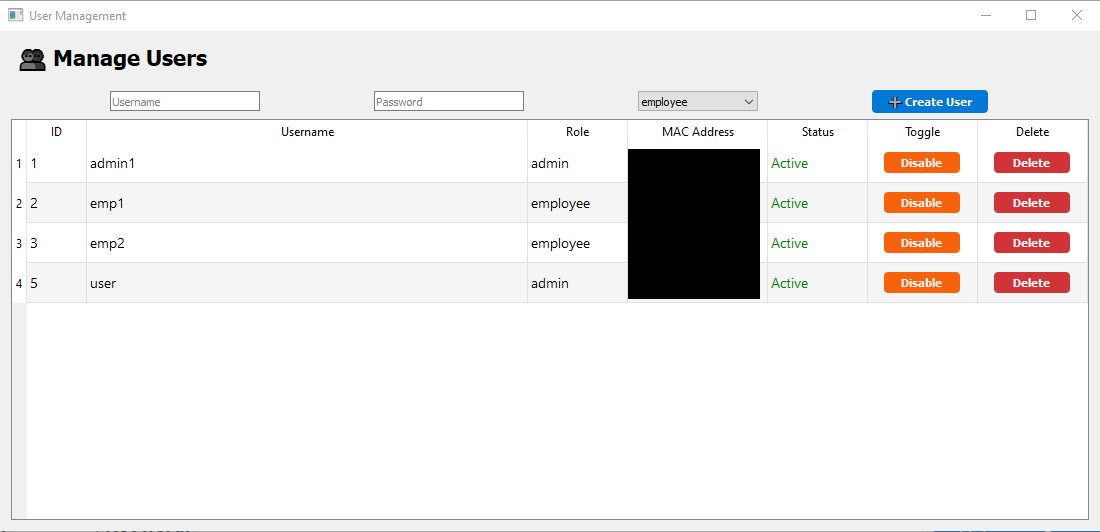 User Management
Manage Users
Username Password employee Create User
ID Username Role MAC Address Status Toggle Delete
1 1 admin1 admin Active Disable Delete
2 2 emp1 employee Active Disable Delete
3 3 emp2 employee Active Disable Delete
4 5 user admin Active Disable Delete